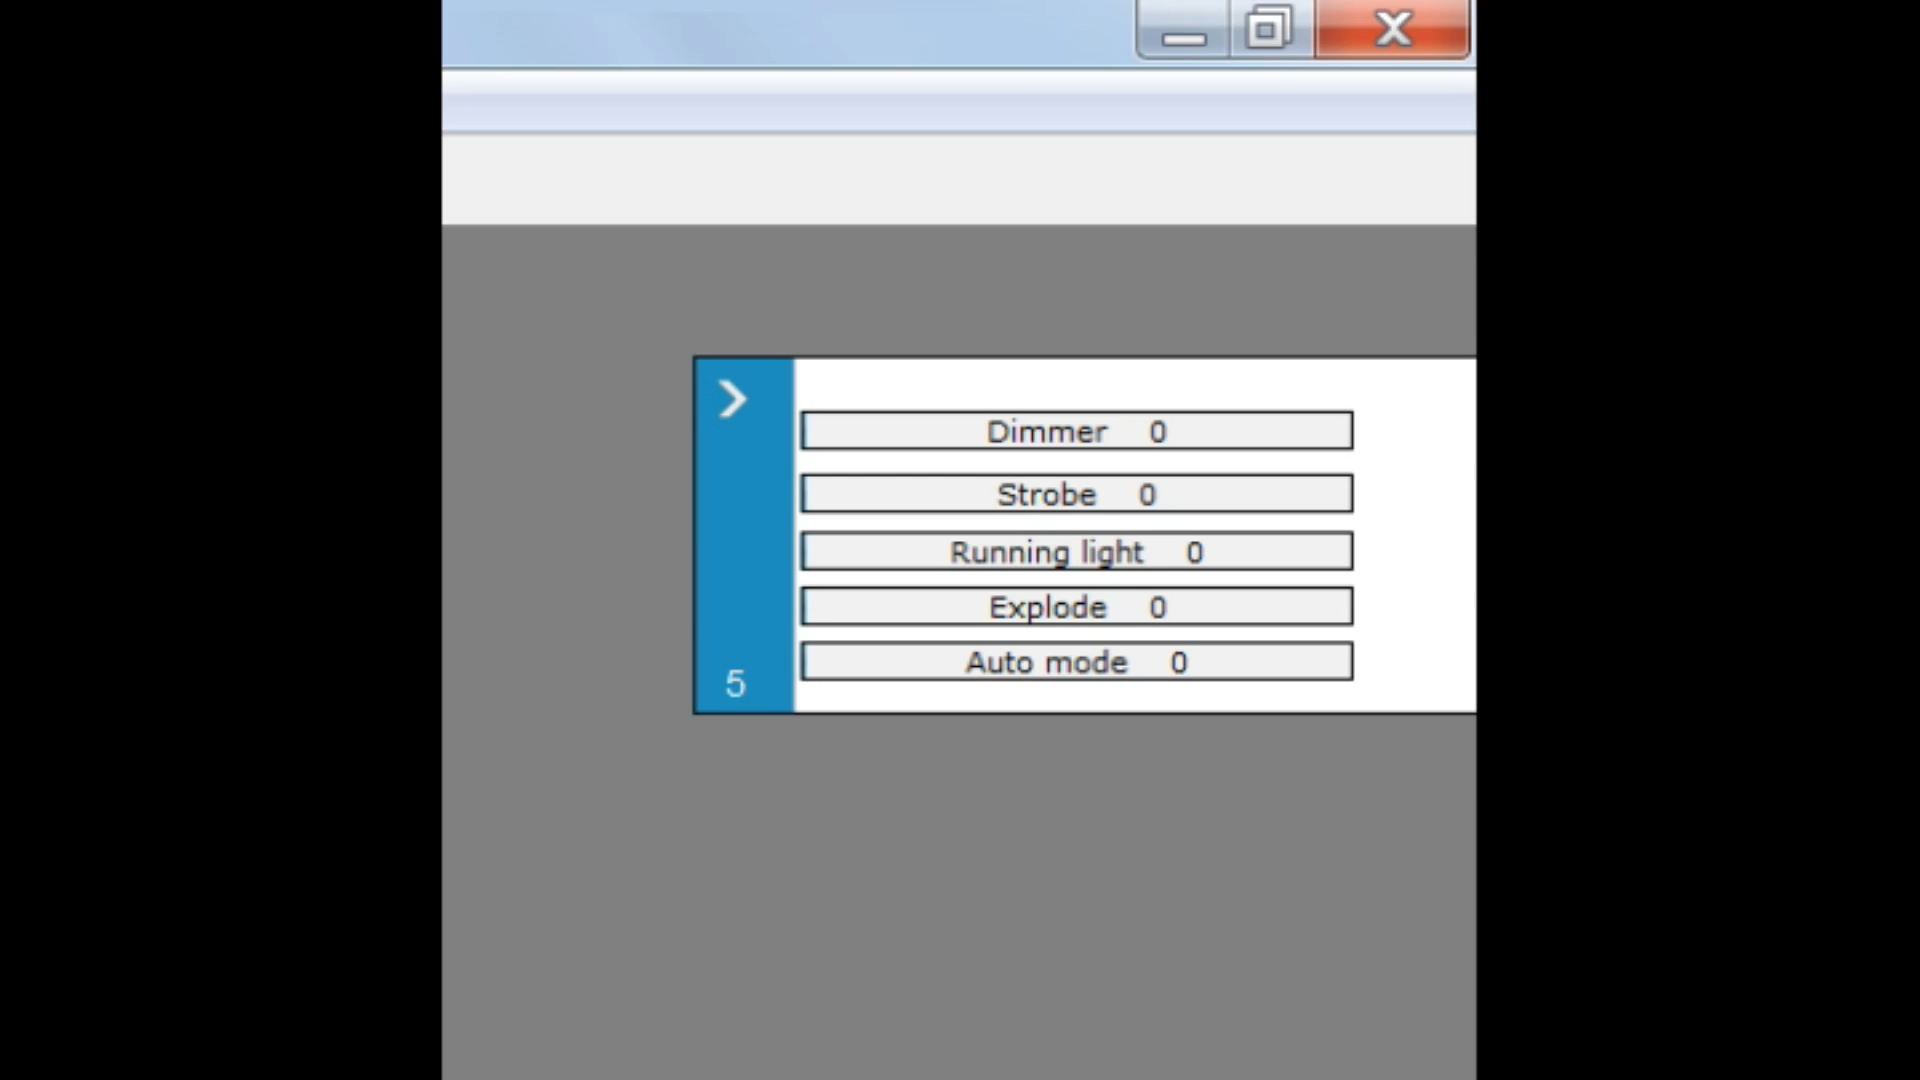 Dimmer 0
Strobe 0
Running light 0
Explode 0
Auto mode 0
5